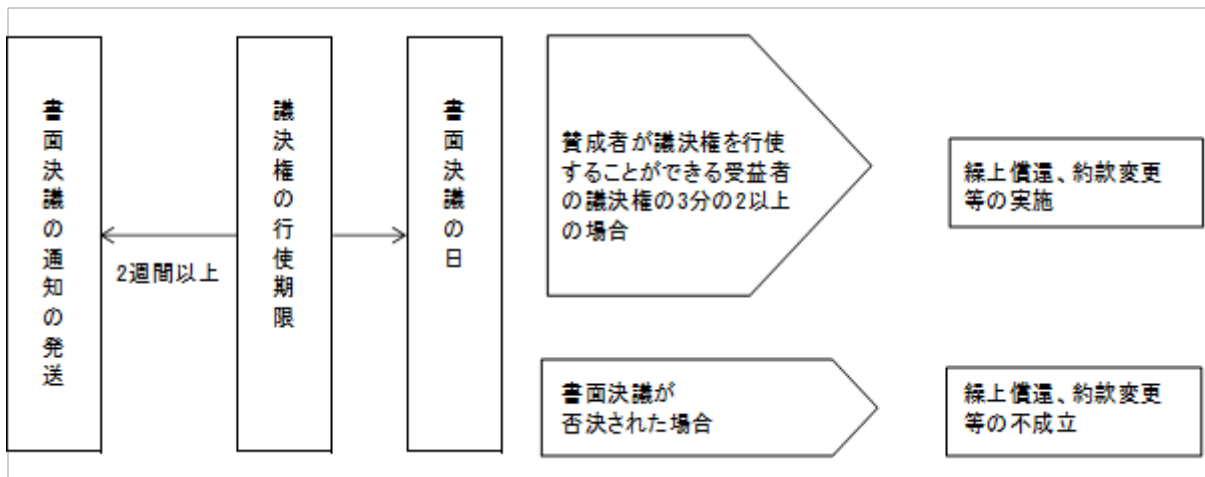 書面決議の通知の発送
2週間以上
議決権の行使期限
書面決議の日
賛成者が議決権を行使
することができる受益者
の議決権の3分の2以上
の場合
繰上償還、約款変更
等の実施
書面決議が
否決された場合
繰上償還、約款変更
等の不成立